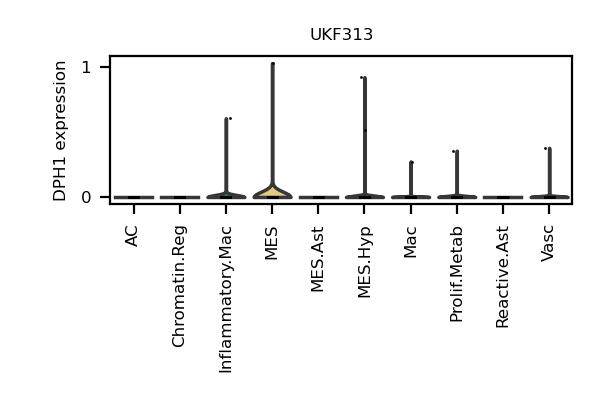 UKF313
DPH1 expression
1
0
AC
Chromatin.Reg
Inflammatory.Mac
MES
MES.Ast
MES.Hyp
Mac
Prolif.Metab
Reactive.Ast
Vasc